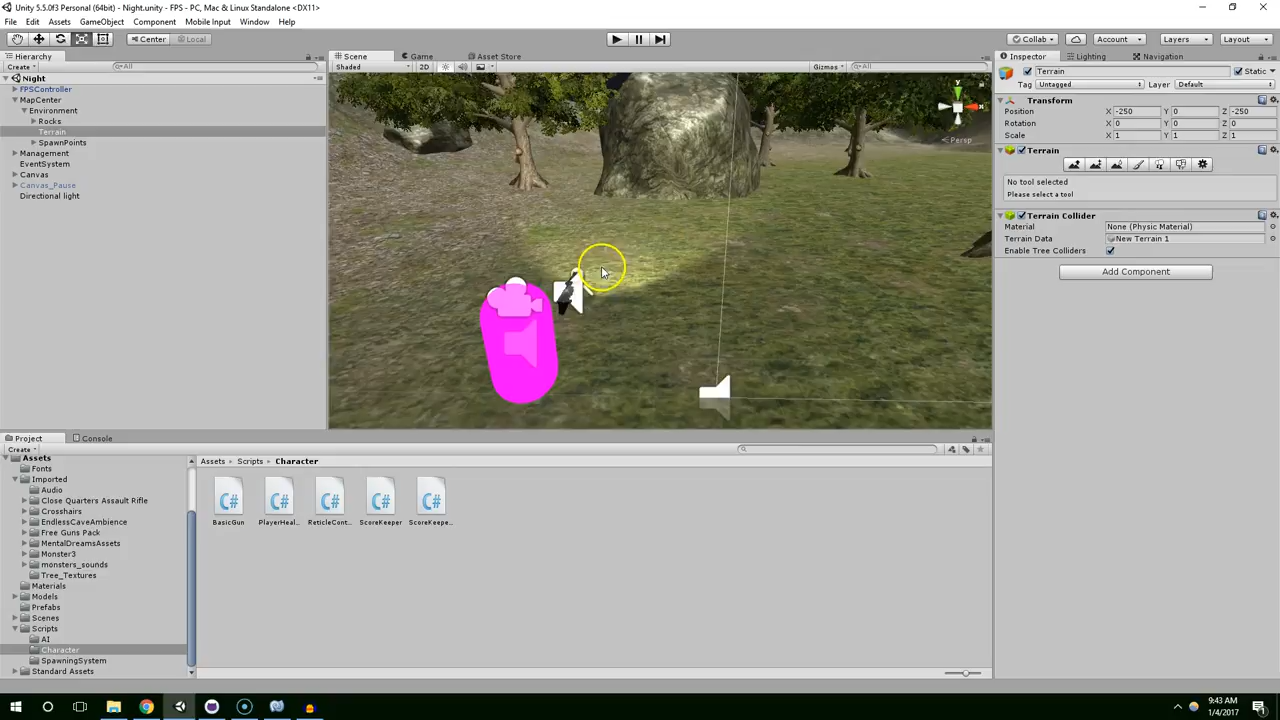 Unity 5.5.0f3 Personal (64bit) - Night.unity - FPS - PC, Mac & Linux Standalone <DX11>
File Edit Assets GameObject Component Mobile Input Window Help
Center Local Collab Account Layers Layout
Hierarchy Scene Game Asset Store Inspector Lighting Navigation
Create All Shaded 2D Gizmos All Terrain Static
Night
Tag Untagged Layer Default
FPSController
MapCenter Transform
Environment Position X -250 Y 0 Z -250
Rocks Rotation X 0 Y 0 Z 0
Terrain Scale X 1 Y 1 Z 1
SpawnPoints
Management Terrain
EventSystem
Canvas No tool selected
Canvas_Pause Please select a tool
Directional light
Terrain Collider
Material None (Physic Material)
Terrain Data New Terrain 1
Enable Tree Colliders
Add Component
y x
Persp
Project Console
Create
Assets Assets Scripts Character
Fonts
Imported
Audio
Close Quarters Assault Rifle
Crosshairs
EndlessCaveAmbience
Free Guns Pack
MentalDreamsAssets
Monster3
monsters_sounds
Tree_Textures
Materials
Models
Prefabs
Scenes
Scripts
AI
Character
SpawningSystem
Standard Assets
C# C# C# C# C#
BasicGun PlayerHeal... ReticleCont... ScoreKeeper ScoreKeepe...
9:43 AM
1/4/2017